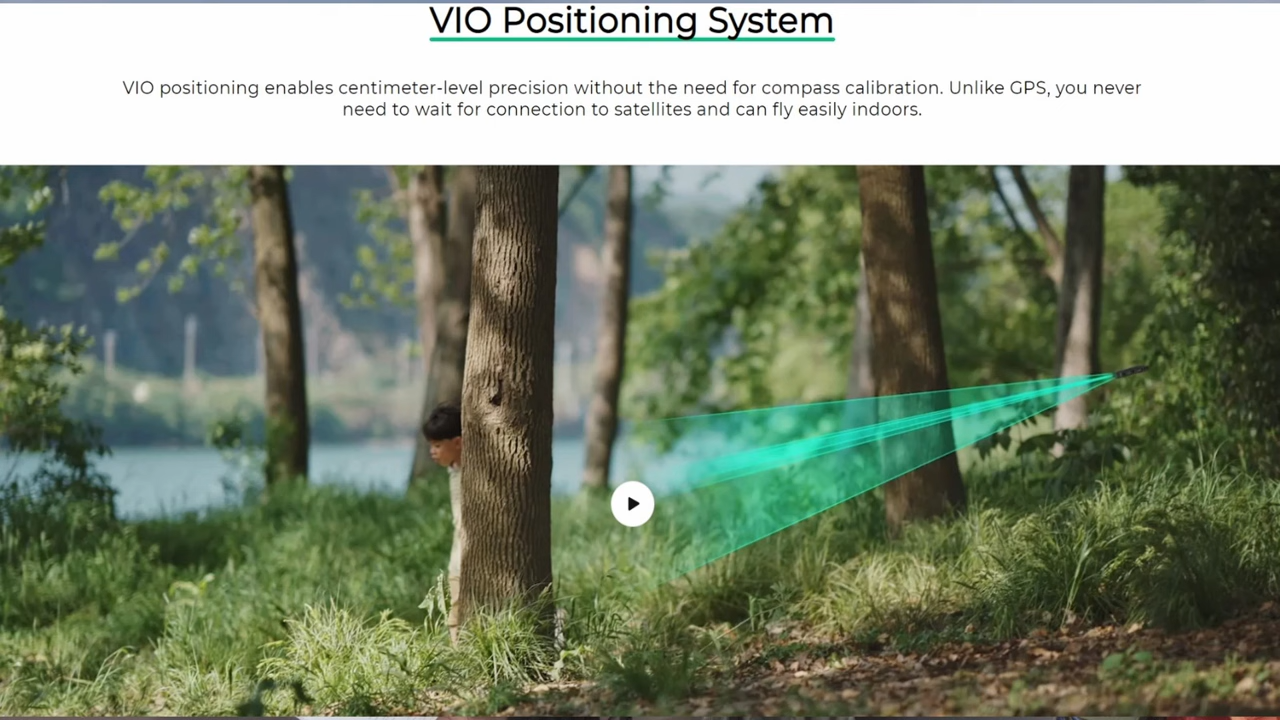 VIO Positioning System
VIO positioning enables centimeter-level precision without the need for compass calibration. Unlike GPS, you never
need to wait for connection to satellites and can fly easily indoors.